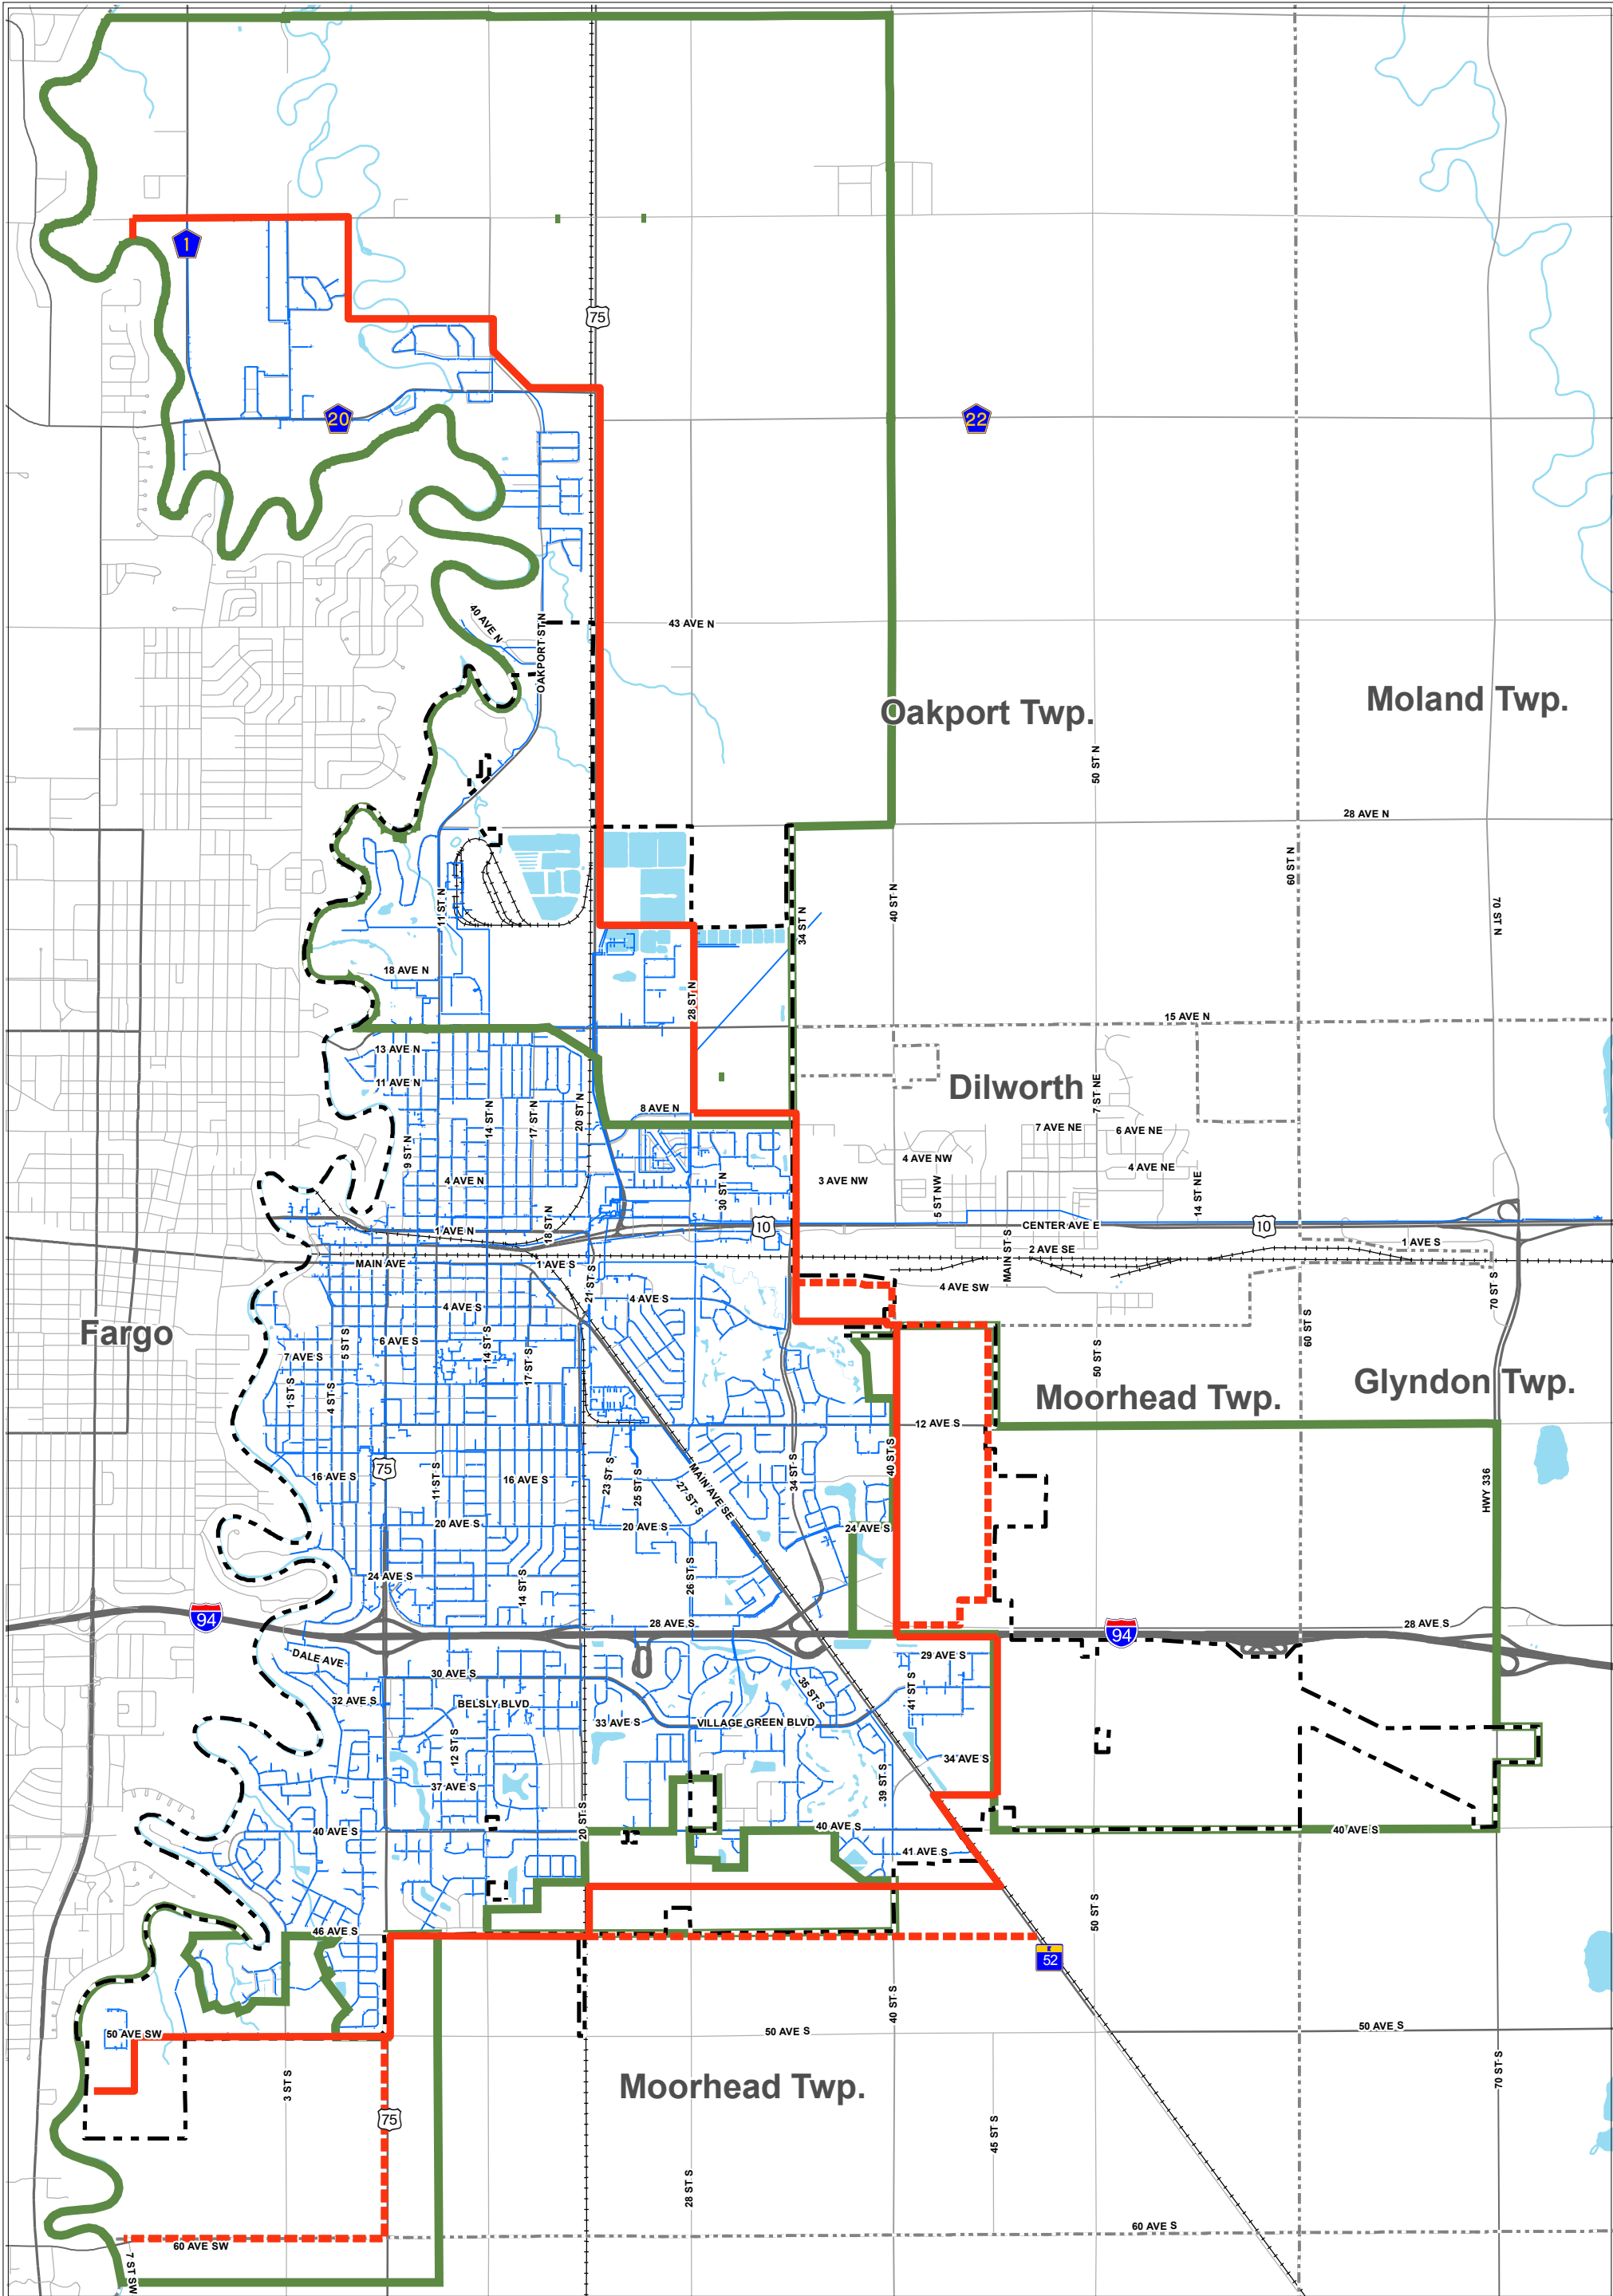 1
75
20
22
40 AVE N
OAKPORT ST N
43 AVE N
Oakport Twp.
Moland Twp.
50 ST N
28 AVE N
60 ST N
11 ST N
34 ST N
40 ST N
70 ST N
18 AVE N
28 ST N
15 AVE N
13 AVE N
11 AVE N
Dilworth
7 ST NE
14 ST N
17 ST N
20 ST N
8 AVE N
9 ST N
7 AVE NE
6 AVE NE
4 AVE NW
4 AVE NE
4 AVE N
30 ST N
3 AVE NW
5 ST NW
14 ST NE
1 AVE N
18 ST N
10
CENTER AVE E
10
MAIN AVE
1 AVE S
MAIN ST S
2 AVE SE
1 AVE S
21 ST S
4 AVE SW
70 ST S
4 AVE S
4 AVE S
Fargo
5 ST S
6 AVE S
14 ST S
60 ST S
7 AVE S
17 ST S
50 ST S
1 ST S
4 ST S
Moorhead Twp.
Glyndon Twp.
12 AVE S
40 ST S
75
16 AVE S
11 ST S
16 AVE S
23 ST S
25 ST S
27 ST S
MAIN AVE SE
34 ST S
HWY 336
20 AVE S
20 AVE S
24 AVE S
24 AVE S
14 ST S
26 ST S
94
28 AVE S
94
28 AVE S
DALE AVE
30 AVE S
29 AVE S
32 AVE S
BELSLY BLVD
35 ST S
41 ST S
33 AVE S
VILLAGE GREEN BLVD
12 ST S
34 AVE S
37 AVE S
39 ST S
20 ST S
40 AVE S
40 AVE S
40 AVE S
41 AVE S
50 ST S
46 AVE S
52
40 ST S
50 AVE SW
50 AVE S
50 AVE S
3 ST S
Moorhead Twp.
70 ST S
75
45 ST S
28 ST S
60 AVE S
60 AVE SW
7 ST SW